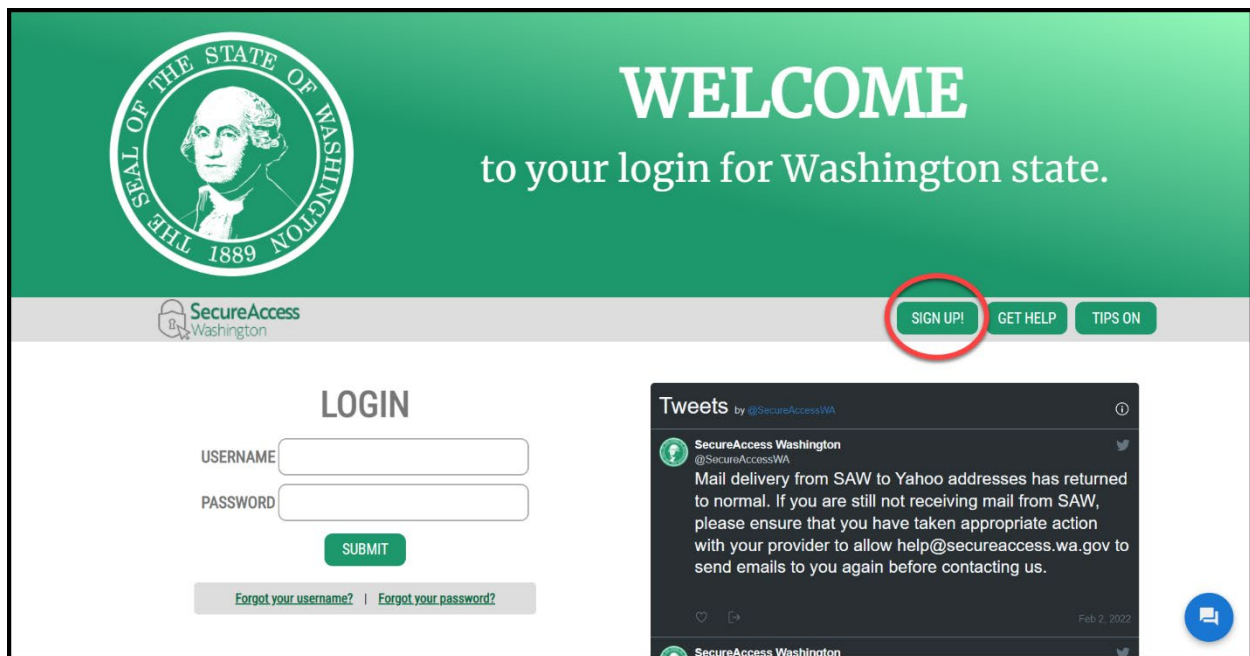 THE SEAL OF THE STATE OF WASHINGTON
1889
WELCOME
to your login for Washington state.
SecureAccess
Washington
SIGN UP!
GET HELP
TIPS ON
LOGIN
USERNAME
PASSWORD
SUBMIT
Forgot your username? | Forgot your password?
Tweets by @SecureAccessWA
SecureAccess Washington
@SecureAccessWA
Mail delivery from SAW to Yahoo addresses has returned
to normal. If you are still not receiving mail from SAW,
please ensure that you have taken appropriate action
with your provider to allow help@secureaccess.wa.gov to
send emails to you again before contacting us.
Feb 2, 2022
SecureAccess Washington